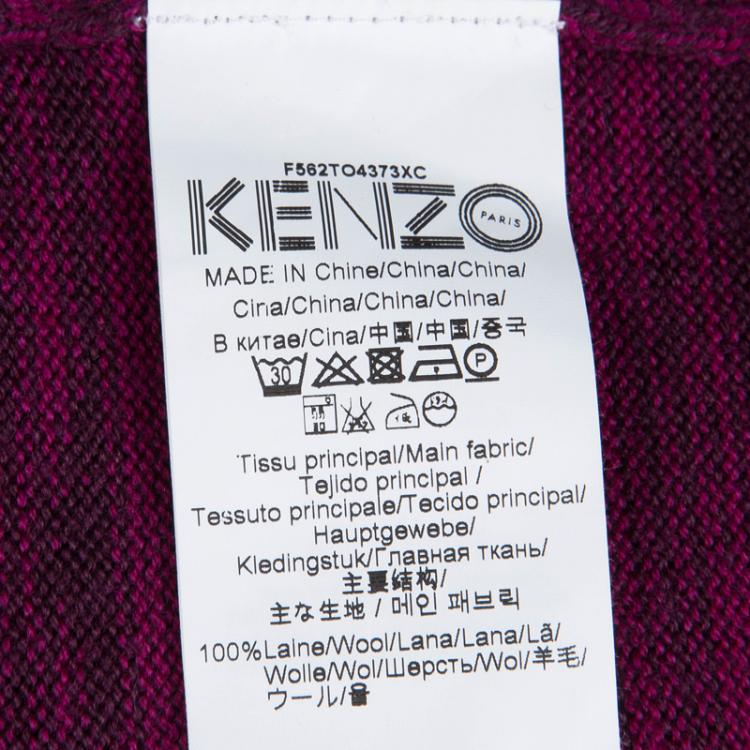 F562TO4373XC
KENZO PARIS
MADE IN Chine/China/China/
Cina/China/China/China/
В китае/Cina/中国/中国/중국
30 P
Tissu principal/Main fabric/
Tejido principal /
Tessuto principale/Tecido principal/
Hauptgewebe/
Kledingstuk/Главная ткань/
主要结构/
主な生地 / 메인 패브릭
100%Laine/Wool/Lana/Lana/Lã/
Wolle/Wol/Шерсть/Wol/羊毛/
ウール/울